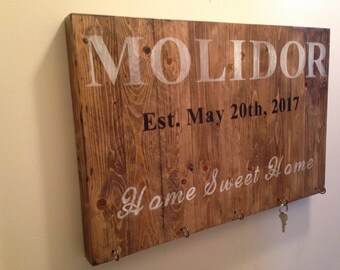 MOLIDOR
Est. May 20th, 2017
Home Sweet Home